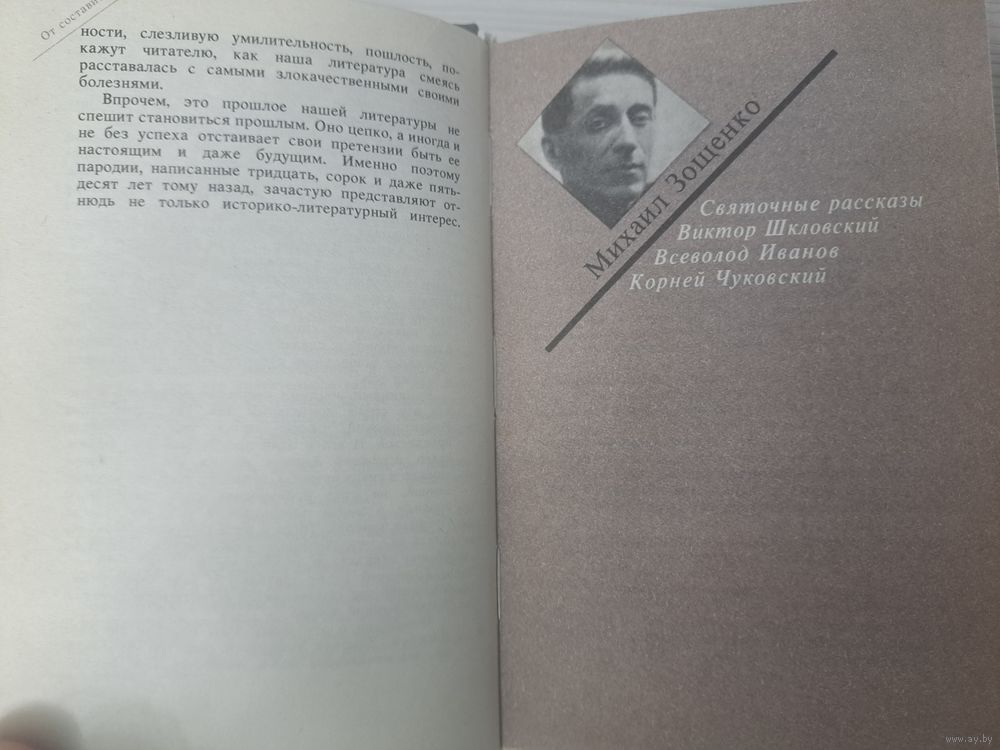 От состави
ности, слезливую умилительность, пошлость, по-
кажут читателю, как наша литература смеясь
расставалась с самыми злокачественными своими
болезнями.
Впрочем, это прошлое нашей литературы не
спешит становиться прошлым. Оно цепко, а иногда и
не без успеха отстаивает свои претензии быть ее
настоящим и даже будущим. Именно поэтому
пародии, написанные тридцать, сорок и даже пять-
десят лет тому назад, зачастую представляют от-
нюдь не только историко-литературный интерес.
Михаил Зощенко
Святочные рассказы
Виктор Шкловский
Всеволод Иванов
Корней Чуковский
www.ay.by